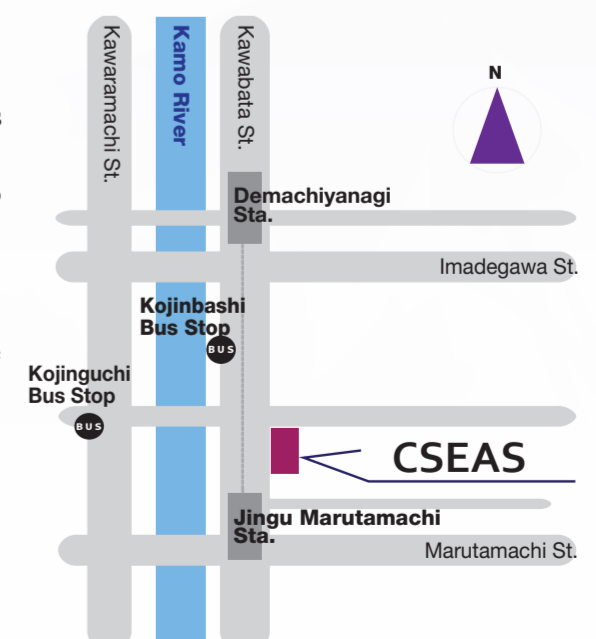 Kawaramachi St.
Kamo River
Kawabata St.
N
Demachiyanagi
Sta.
Imadegawa St.
Kojinbashi
Bus Stop
BUS
Kojinguchi
Bus Stop
BUS
CSEAS
Jingu Marutamachi
Sta.
Marutamachi St.